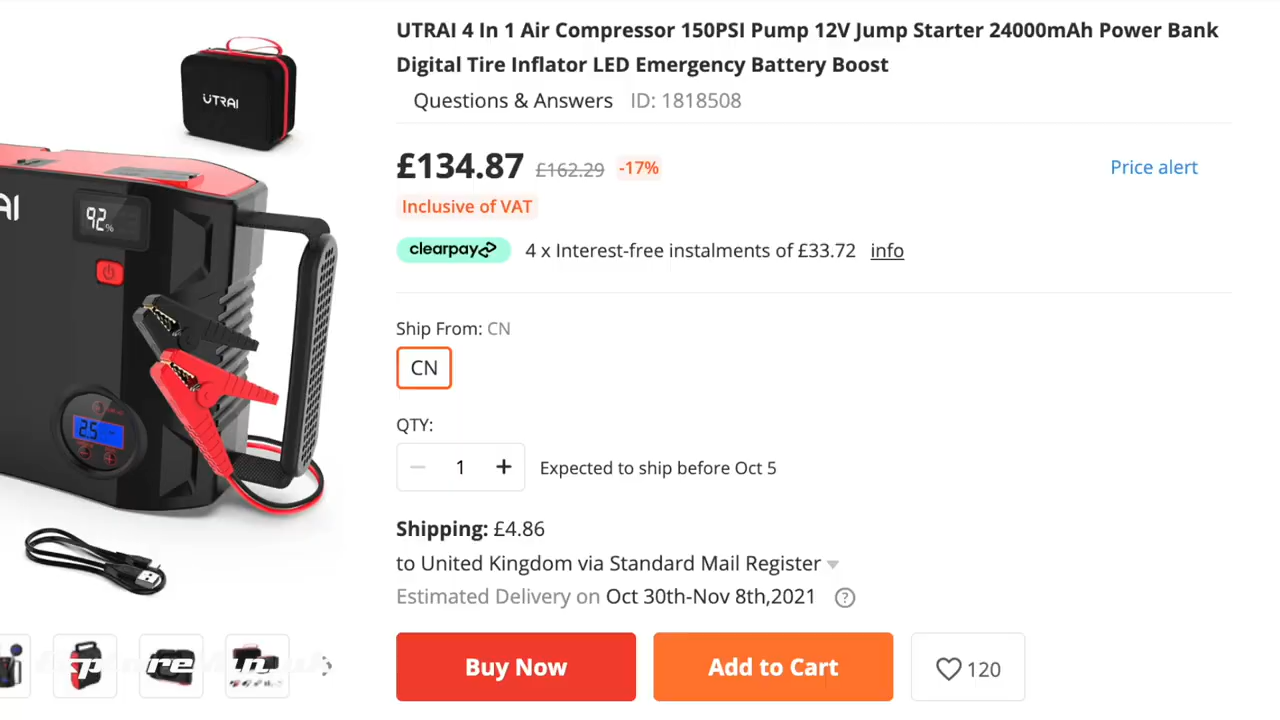 UTRAI 4 In 1 Air Compressor 150PSI Pump 12V Jump Starter 24000mAh Power Bank
Digital Tire Inflator LED Emergency Battery Boost
Questions & Answers ID: 1818508
£134.87 £162.29 -17%
Price alert
Inclusive of VAT
clearpay 4 x Interest-free instalments of £33.72 info
Ship From: CN
CN
QTY:
1 + Expected to ship before Oct 5
Shipping: £4.86
to United Kingdom via Standard Mail Register
Estimated Delivery on Oct 30th-Nov 8th,2021 ?
Buy Now
Add to Cart
120
UTRAI
AI
92%
2.5